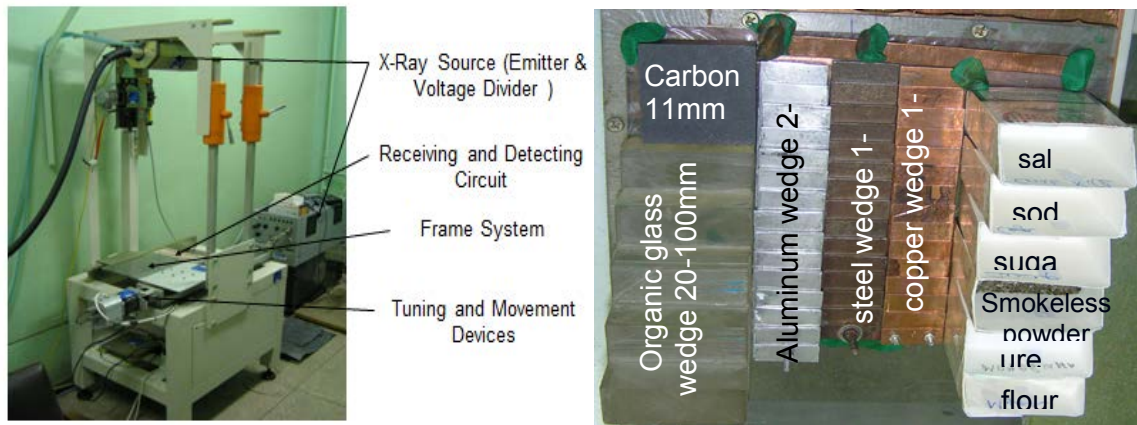 X-Ray Source (Emitter &
Voltage Divider )
Receiving and Detecting
Circuit
Frame System
Tuning and Movement
Devices
Carbon
11mm
Organic glass
wedge 20-100mm
Aluminum wedge 2-
steel wedge 1-
copper wedge 1-
sal
sod
suga
Smokeless
powder
ure
flour